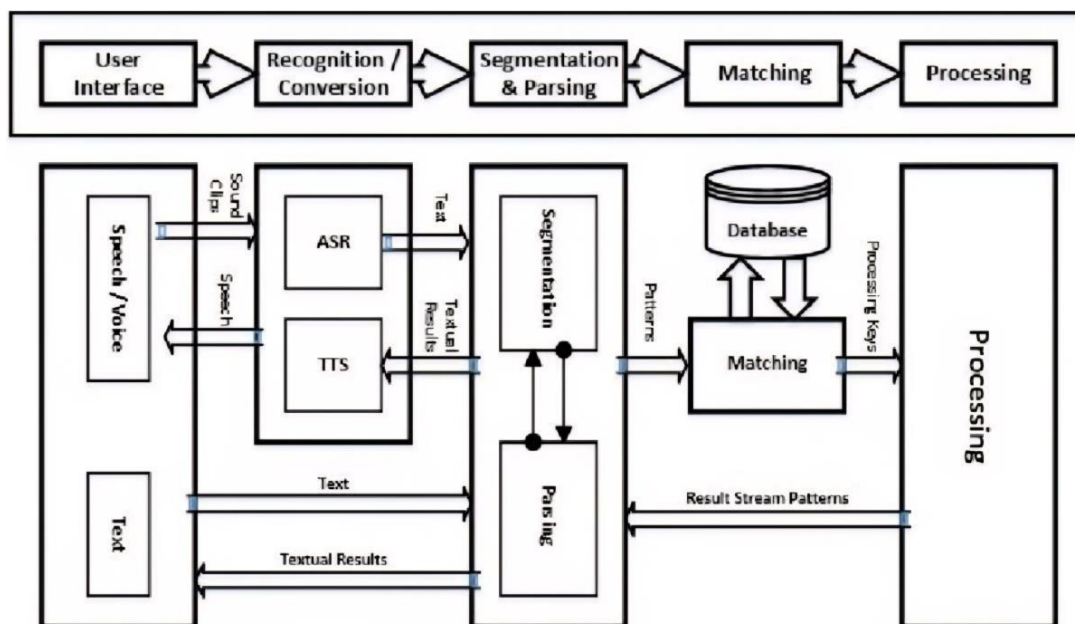 User
Interface
Recognition /
Conversion
Segmentation
& Parsing
Matching
Processing
Speech / Voice
Text
Sound
Clips
Speech
ASR
TTS
Text
Textual
Results
Text
Textual Results
Segmentation
Parsing
Patterns
Database
Matching
Processing Keys
Result Stream Patterns
Processing